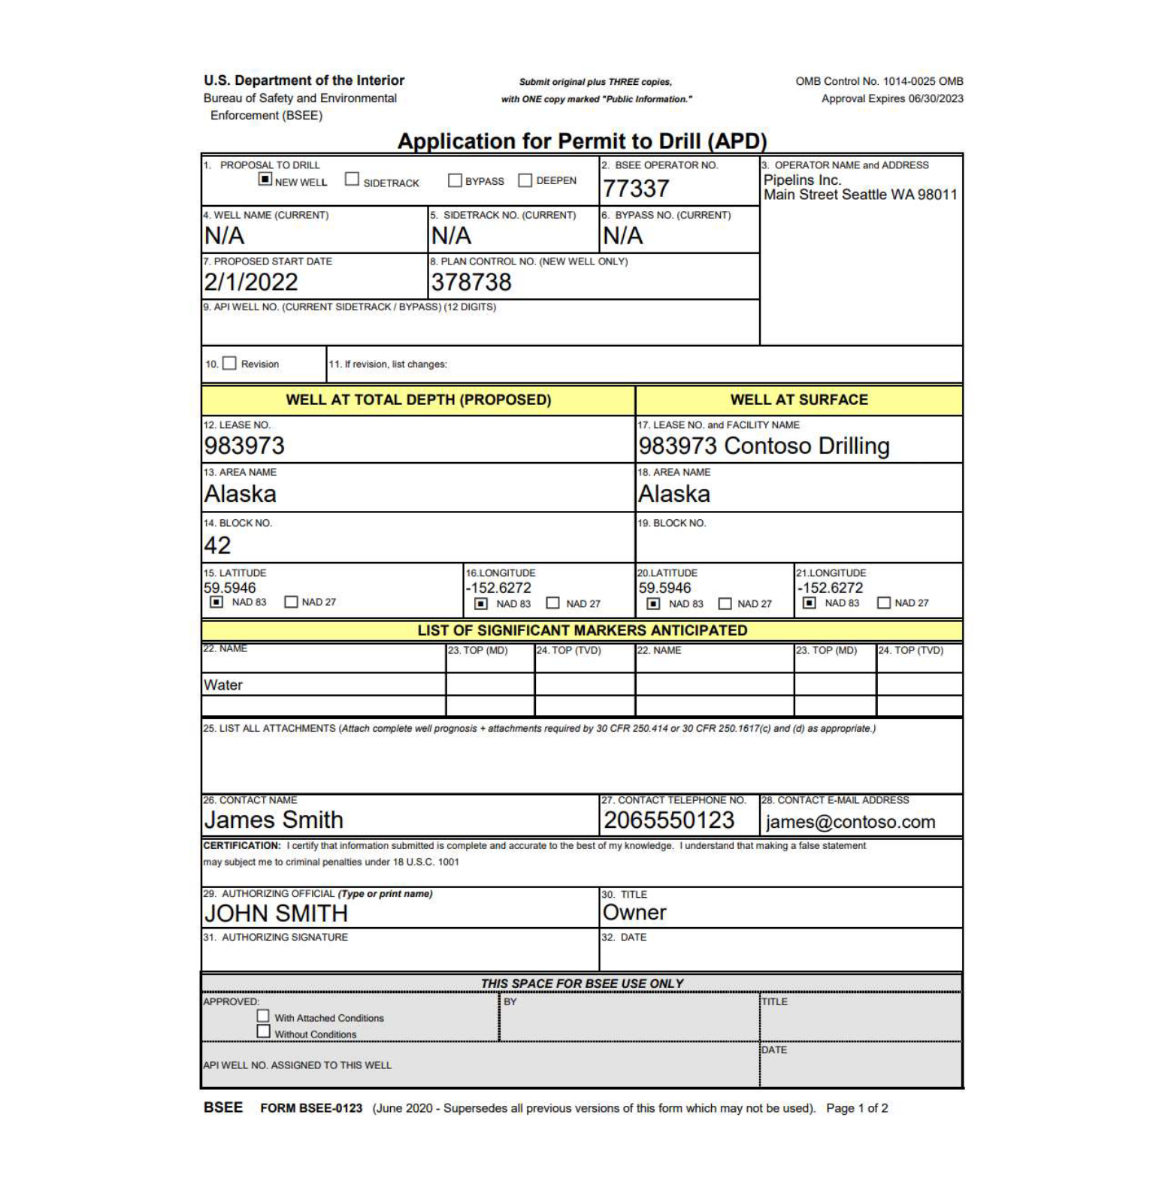 U.S. Department of the Interior
Bureau of Safety and Environmental
Enforcement (BSEE)
Submit original plus THREE copies,
with ONE copy marked "Public Information."
OMB Control No. 1014-0025 OMB
Approval Expires 06/30/2023
Application for Permit to Drill (APD)
1. PROPOSAL TO DRILL
NEW WELL SIDETRACK BYPASS DEEPEN
2. BSEE OPERATOR NO.
77337
3. OPERATOR NAME and ADDRESS
Pipelins Inc.
Main Street Seattle WA 98011
4. WELL NAME (CURRENT)
N/A
5. SIDETRACK NO. (CURRENT)
N/A
6. BYPASS NO. (CURRENT)
N/A
7. PROPOSED START DATE
2/1/2022
8. PLAN CONTROL NO. (NEW WELL ONLY)
378738
9. API WELL NO. (CURRENT SIDETRACK / BYPASS) (12 DIGITS)
10. Revision
11. If revision, list changes:
WELL AT TOTAL DEPTH (PROPOSED)
WELL AT SURFACE
12. LEASE NO.
983973
17. LEASE NO. and FACILITY NAME
983973 Contoso Drilling
13. AREA NAME
Alaska
18. AREA NAME
Alaska
14. BLOCK NO.
42
19. BLOCK NO.
15. LATITUDE
59.5946
NAD 83 NAD 27
16.LONGITUDE
-152.6272
NAD 83 NAD 27
20.LATITUDE
59.5946
NAD 83 NAD 27
21.LONGITUDE
-152.6272
NAD 83 NAD 27
LIST OF SIGNIFICANT MARKERS ANTICIPATED
22. NAME 23. TOP (MD) 24. TOP (TVD) 22. NAME 23. TOP (MD) 24. TOP (TVD)
Water
25. LIST ALL ATTACHMENTS (Attach complete well prognosis + attachments required by 30 CFR 250.414 or 30 CFR 250.1617(c) and (d) as appropriate.)
26. CONTACT NAME
James Smith
27. CONTACT TELEPHONE NO.
2065550123
28. CONTACT E-MAIL ADDRESS
james@contoso.com
CERTIFICATION: I certify that information submitted is complete and accurate to the best of my knowledge. I understand that making a false statement
may subject me to criminal penalties under 18 U.S.C. 1001
29. AUTHORIZING OFFICIAL (Type or print name)
JOHN SMITH
30. TITLE
Owner
31. AUTHORIZING SIGNATURE
32. DATE
THIS SPACE FOR BSEE USE ONLY
APPROVED:
With Attached Conditions
Without Conditions
BY
TITLE
API WELL NO. ASSIGNED TO THIS WELL
DATE
BSEE FORM BSEE-0123 (June 2020 - Supersedes all previous versions of this form which may not be used). Page 1 of 2